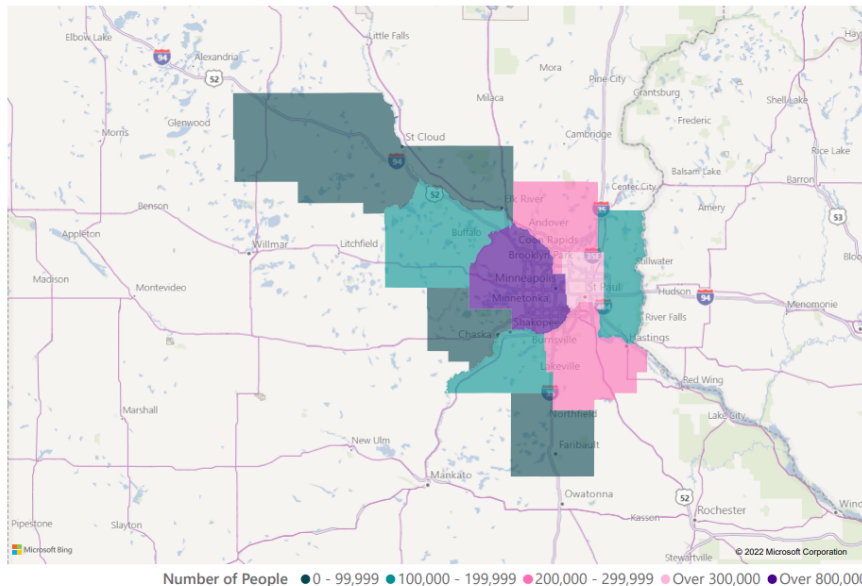 Elbow Lake
Little Falls
94
Alexandria
Mora
Pine City
52
Grantsburg
Milaca
Shell Lake
Glenwood
Frederic
Morris
Cambridge
Rice Lake
St Cloud
94
Balsam Lake
Barron
Center City
52
Benson
Elk River
Amery
Andover
53
Appleton
Buffalo
Coon Rapids
Litchfield
Willmar
Brooklyn Park
Stillwater
Madison
Minneapolis
Montevideo
St Paul
Hudson
94
Minnetonka
Menomonie
Shakopee
River Falls
Chaska
Burnsville
Hastings
Lakeville
Red Wing
Marshall
Northfield
Lake City
New Ulm
Faribault
Mankato
52
Owatonna
Rochester
Pipestone
Slayton
Kasson
Microsoft Bing
© 2022 Microsoft Corporation
Stewartville
Number of People 0 - 99,999 100,000 - 199,999 200,000 - 299,999 Over 300,000